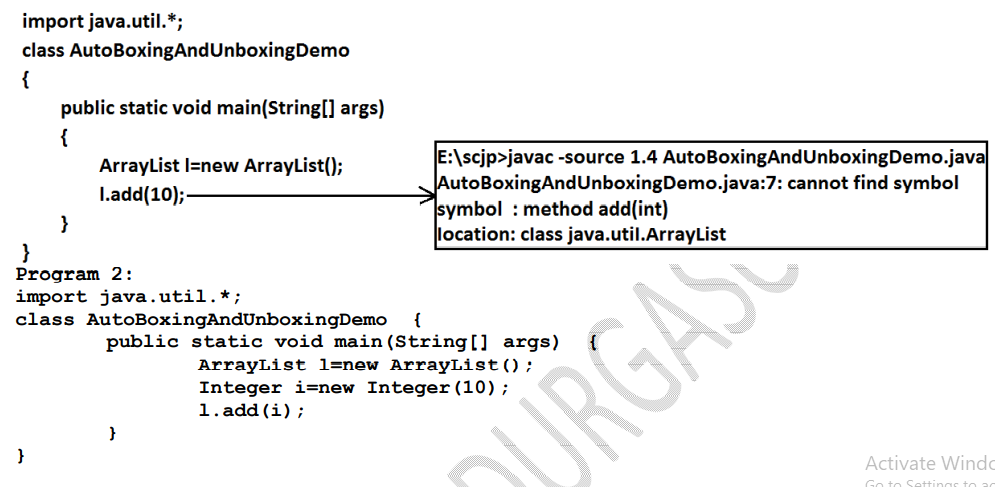 import java.util.*;
class AutoBoxingAndUnboxingDemo
{
public static void main(String[] args)
{
ArrayList l=new ArrayList();
l.add(10);
}
}
E:\scjp>javac -source 1.4 AutoBoxingAndUnboxingDemo.java
AutoBoxingAndUnboxingDemo.java:7: cannot find symbol
symbol : method add(int)
location: class java.util.ArrayList
Program 2:
import java.util.*;
class AutoBoxingAndUnboxingDemo {
public static void main(String[] args) {
ArrayList l=new ArrayList();
Integer i=new Integer(10);
l.add(i);
}
}
DURGASO
Activate Windo
Go to Settings to ac